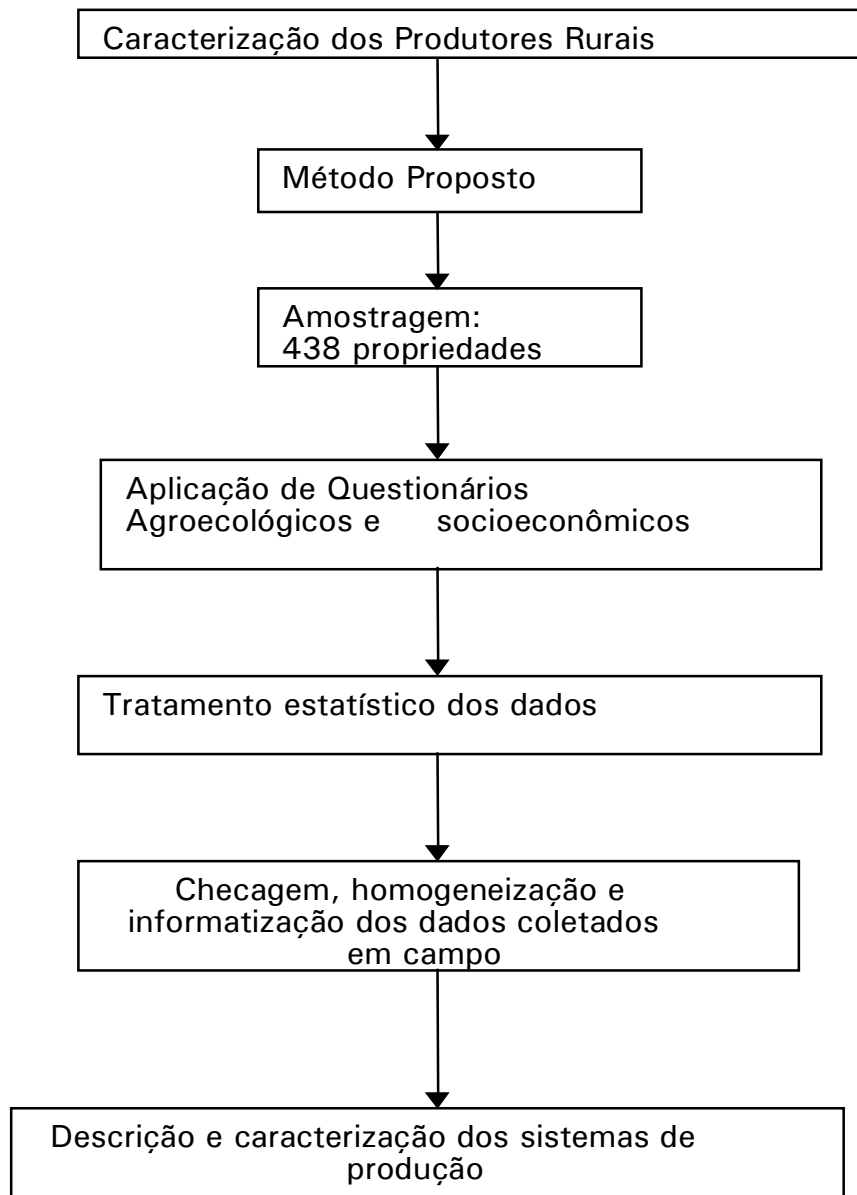 Caracterização dos Produtores Rurais
Método Proposto
Amostragem:
438 propriedades
Aplicação de Questionários
Agroecológicos e socioeconômicos
Tratamento estatístico dos dados
Checagem, homogeneização e
informatização dos dados coletados
em campo
Descrição e caracterização dos sistemas de
produção